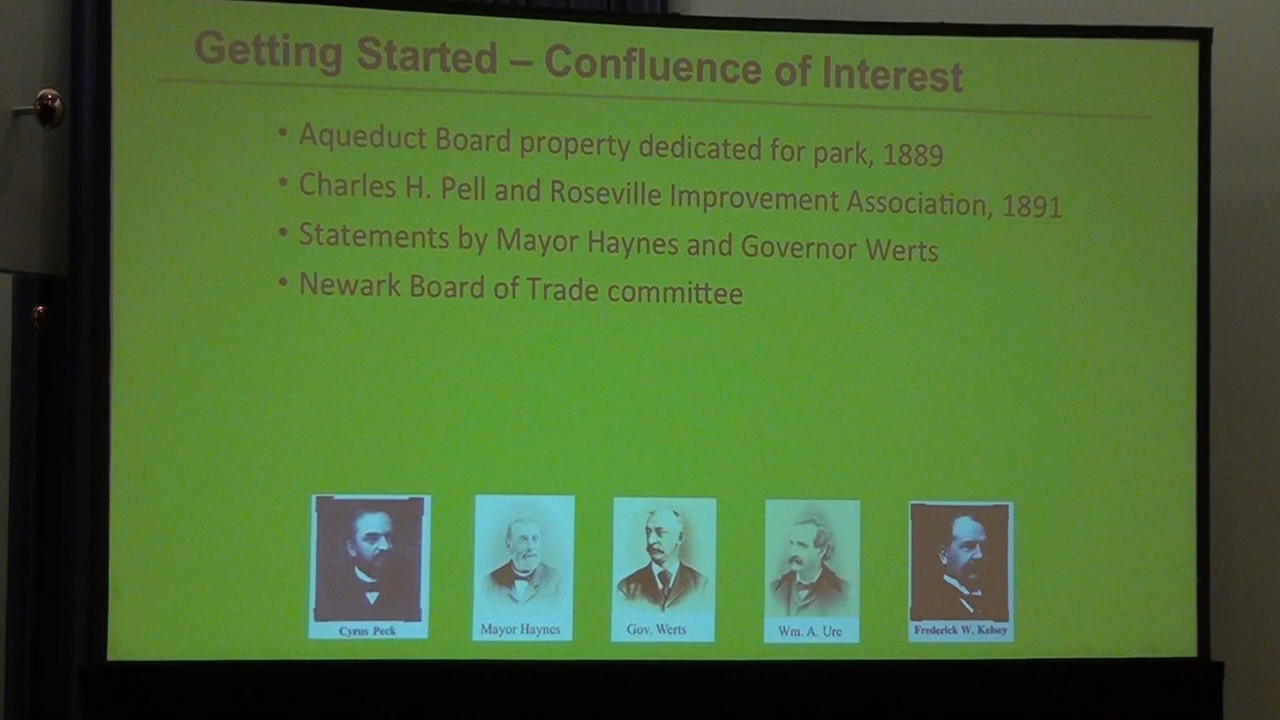 Getting Started – Confluence of Interest
• Aqueduct Board property dedicated for park, 1889
• Charles H. Pell and Roseville Improvement Association, 1891
• Statements by Mayor Haynes and Governor Werts
• Newark Board of Trade committee
Cyrus Peck
Mayor Haynes
Gov. Werts
Wm. A. Ure
Frederick W. Kelsey